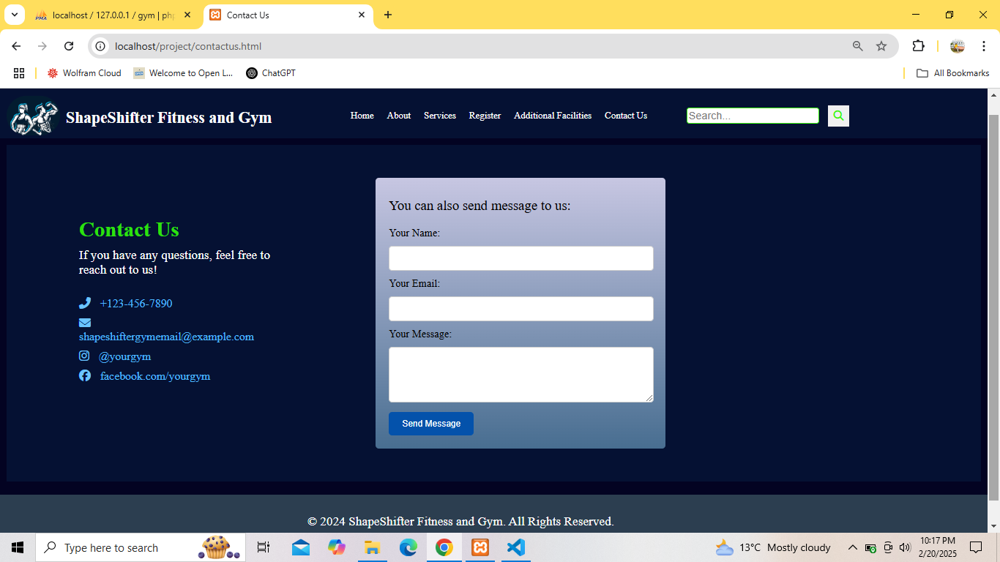 localhost / 127.0.0.1 / gym | php
Contact Us
localhost/project/contactus.html
Wolfram Cloud
Welcome to Open L...
ChatGPT
All Bookmarks
ShapeShifter Fitness and Gym
Home
About
Services
Register
Additional Facilities
Contact Us
Search...
Contact Us
If you have any questions, feel free to
reach out to us!
+123-456-7890
shapeshiftergymemail@example.com
@yourgym
facebook.com/yourgym
You can also send message to us:
Your Name:
Your Email:
Your Message:
Send Message
© 2024 ShapeShifter Fitness and Gym. All Rights Reserved.
Type here to search
13°C Mostly cloudy
10:17 PM
2/20/2025